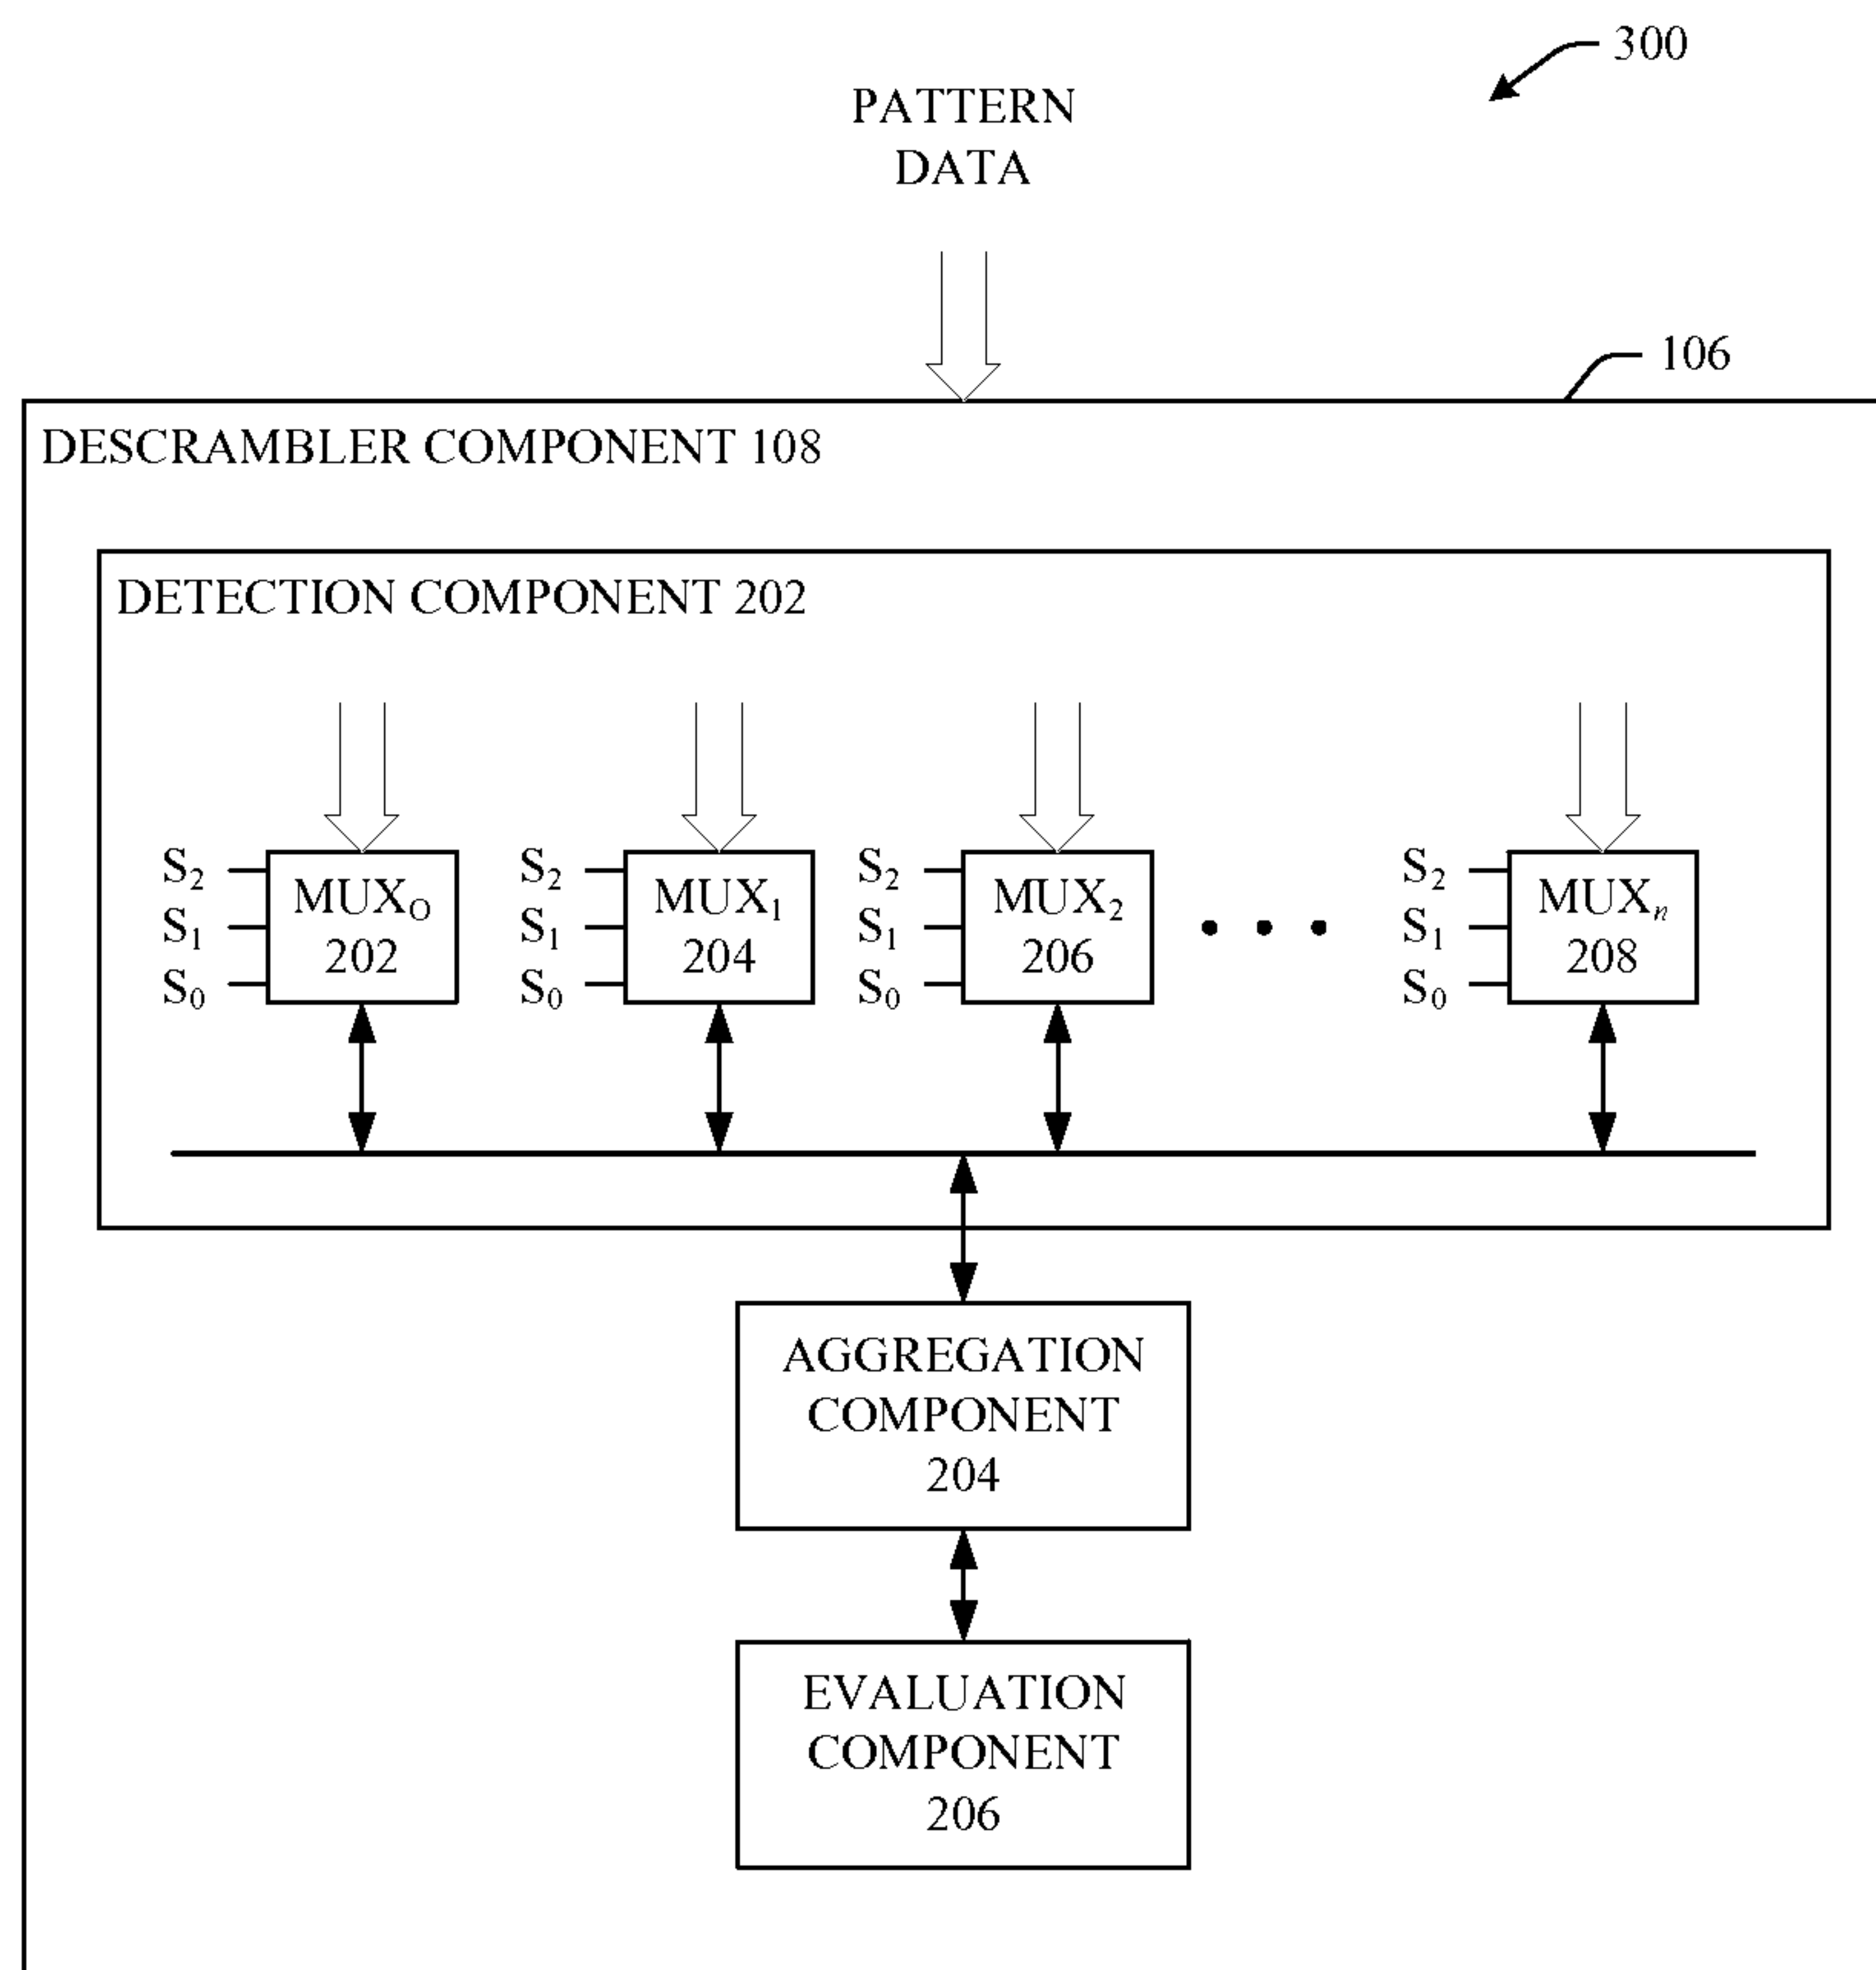 300
PATTERN
DATA
106
DESCRAMBLER COMPONENT 108
DETECTION COMPONENT 202
S₂ S₂ S₂ S₂
MUX_O MUX₁ MUX₂ MUXₙ
S₁ S₁ S₁ • • • S₁
202 204 206 208
S₀ S₀ S₀ S₀
AGGREGATION
COMPONENT
204
EVALUATION
COMPONENT
206